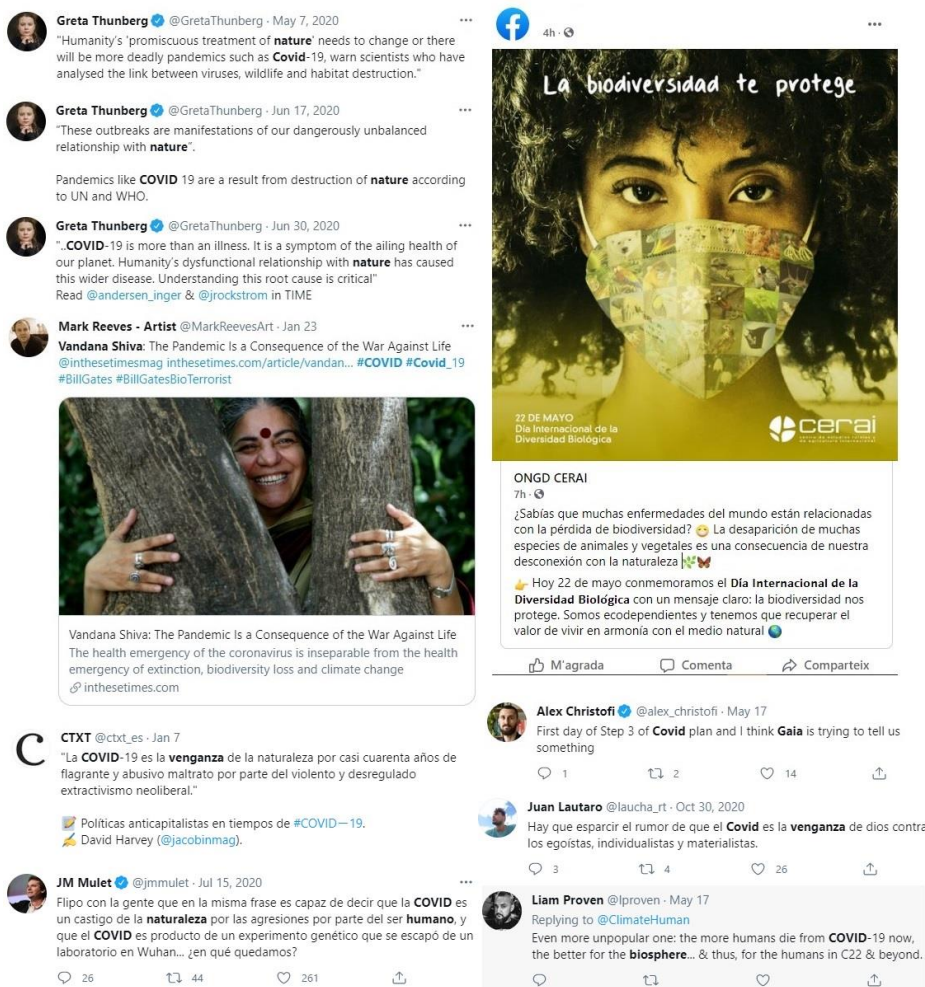 Greta Thunberg @GretaThunberg · May 7, 2020
"Humanity's 'promiscuous treatment of nature' needs to change or there
will be more deadly pandemics such as Covid-19, warn scientists who have
analysed the link between viruses, wildlife and habitat destruction."
Greta Thunberg @GretaThunberg · Jun 17, 2020
"These outbreaks are manifestations of our dangerously unbalanced
relationship with nature".
Pandemics like COVID 19 are a result from destruction of nature according
to UN and WHO.
Greta Thunberg @GretaThunberg · Jun 30, 2020
"..COVID-19 is more than an illness. It is a symptom of the ailing health of
our planet. Humanity's dysfunctional relationship with nature has caused
this wider disease. Understanding this root cause is critical"
Read @andersen_inger & @jrockstrom in TIME
Mark Reeves - Artist @MarkReevesArt · Jan 23
Vandana Shiva: The Pandemic Is a Consequence of the War Against Life
@inthesetimesmag inthesetimes.com/article/vandan... #COVID #Covid_19
#BillGates #BillGatesBioTerrorist
Vandana Shiva: The Pandemic Is a Consequence of the War Against Life
The health emergency of the coronavirus is inseparable from the health
emergency of extinction, biodiversity loss and climate change
inthesetimes.com
CTXT @ctxt_es · Jan 7
"La COVID-19 es la venganza de la naturaleza por casi cuarenta años de
flagrante y abusivo maltrato por parte del violento y desregulado
extractivismo neoliberal."
Políticas anticapitalistas en tiempos de #COVID—19.
David Harvey (@jacobinmag).
JM Mulet @jmmulet · Jul 15, 2020
Flipo con la gente que en la misma frase es capaz de decir que la COVID es
un castigo de la naturaleza por las agresiones por parte del ser humano, y
que el COVID es producto de un experimento genético que se escapó de un
laboratorio en Wuhan... ¿en qué quedamos?
26 44 261
4h ·
La biodiversidad te protege
22 DE MAYO
Día Internacional de la
Diversidad Biológica
cerai
ONGD CERAI
7h ·
¿Sabías que muchas enfermedades del mundo están relacionadas
con la pérdida de biodiversidad? 😷 La desaparición de muchas
especies de animales y vegetales es una consecuencia de nuestra
desconexión con la naturaleza 🌿🦋
👉 Hoy 22 de mayo conmemoramos el Día Internacional de la
Diversidad Biológica con un mensaje claro: la biodiversidad nos
protege. Somos ecodependientes y tenemos que recuperar el
valor de vivir en armonía con el medio natural 🌎
M'agrada Comenta Comparteix
Alex Christofi @alex_christofi · May 17
First day of Step 3 of Covid plan and I think Gaia is trying to tell us
something
1 2 14
Juan Lautaro @laucha_rt · Oct 30, 2020
Hay que esparcir el rumor de que el Covid es la venganza de dios contra
los egoístas, individualistas y materialistas.
3 4 26
Liam Proven @lproven · May 17
Replying to @ClimateHuman
Even more unpopular one: the more humans die from COVID-19 now,
the better for the biosphere... & thus, for the humans in C22 & beyond.